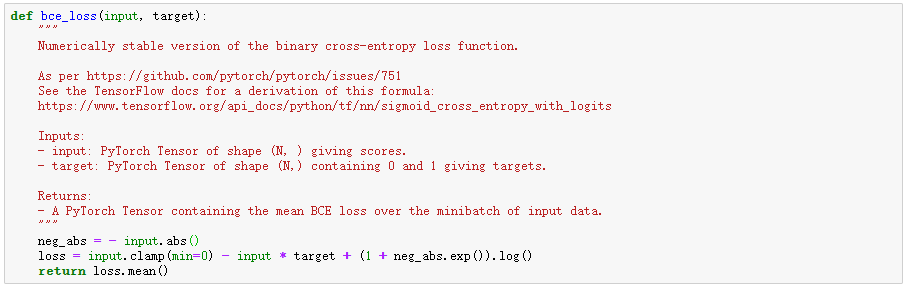 def bce_loss(input, target):
    """
    Numerically stable version of the binary cross-entropy loss function.

    As per https://github.com/pytorch/pytorch/issues/751
    See the TensorFlow docs for a derivation of this formula:
    https://www.tensorflow.org/api_docs/python/tf/nn/sigmoid_cross_entropy_with_logits

    Inputs:
    - input: PyTorch Tensor of shape (N, ) giving scores.
    - target: PyTorch Tensor of shape (N,) containing 0 and 1 giving targets.

    Returns:
    - A PyTorch Tensor containing the mean BCE loss over the minibatch of input data.
    """
    neg_abs = - input.abs()
    loss = input.clamp(min=0) - input * target + (1 + neg_abs.exp()).log()
    return loss.mean()